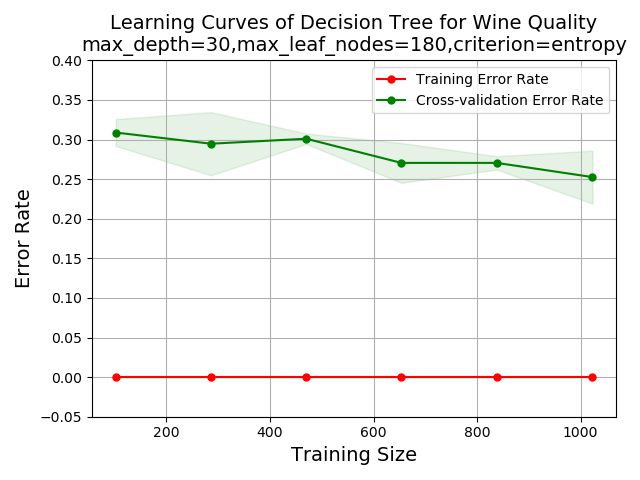 Learning Curves of Decision Tree for Wine Quality
max_depth=30,max_leaf_nodes=180,criterion=entropy
Training Error Rate
Cross-validation Error Rate
Error Rate
0.40
0.35
0.30
0.25
0.20
0.15
0.10
0.05
0.00
−0.05
200 400 600 800 1000
Training Size